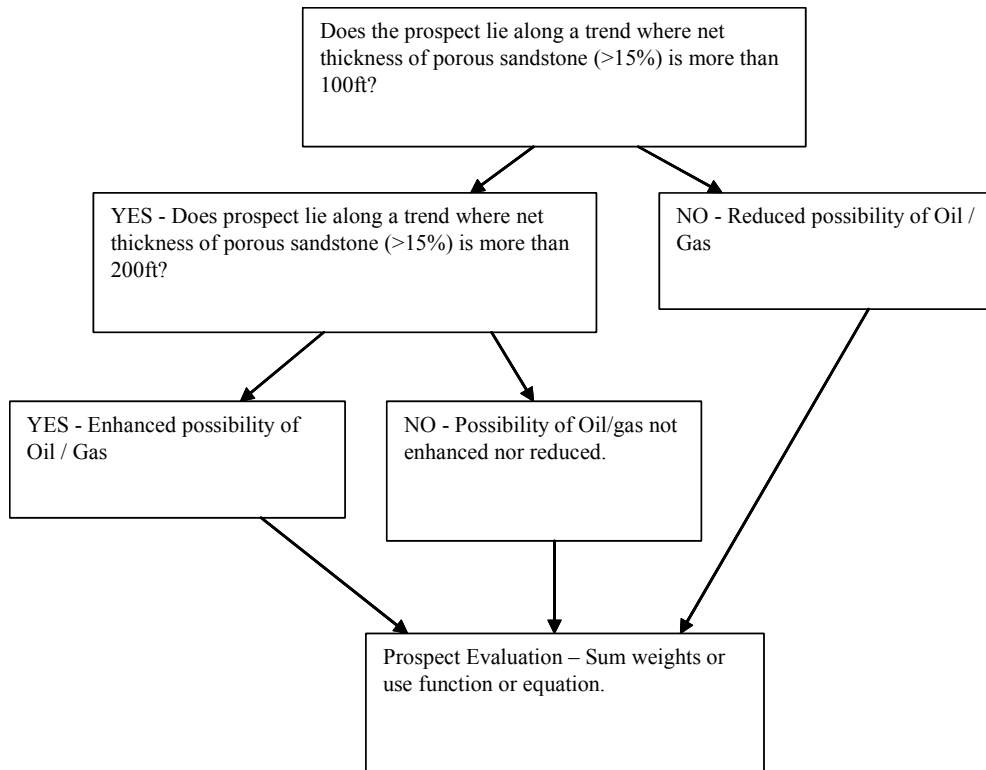 Does the prospect lie along a trend where net
thickness of porous sandstone (>15%) is more than
100ft?
YES - Does prospect lie along a trend where net
thickness of porous sandstone (>15%) is more than
200ft?
NO - Reduced possibility of Oil /
Gas
YES - Enhanced possibility of
Oil / Gas
NO - Possibility of Oil/gas not
enhanced nor reduced.
Prospect Evaluation – Sum weights or
use function or equation.